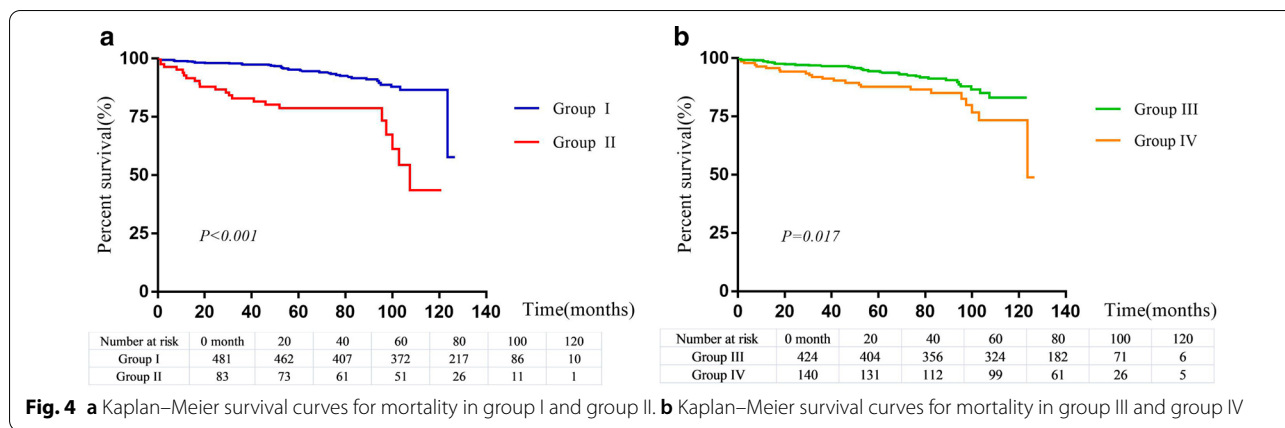 a
Percent survival(%)
100
75
50
25
0
0 20 40 60 80 100 120 140
Time(months)
Group I
Group II
P<0.001
Number at risk 0 month 20 40 60 80 100 120
Group I 481 462 407 372 217 86 10
Group II 83 73 61 51 26 11 1
b
Percent survival(%)
100
75
50
25
0
0 20 40 60 80 100 120 140
Time(months)
Group III
Group IV
P=0.017
Number at risk 0 month 20 40 60 80 100 120
Group III 424 404 356 324 182 71 6
Group IV 140 131 112 99 61 26 5
Fig. 4 a Kaplan–Meier survival curves for mortality in group I and group II. b Kaplan–Meier survival curves for mortality in group III and group IV